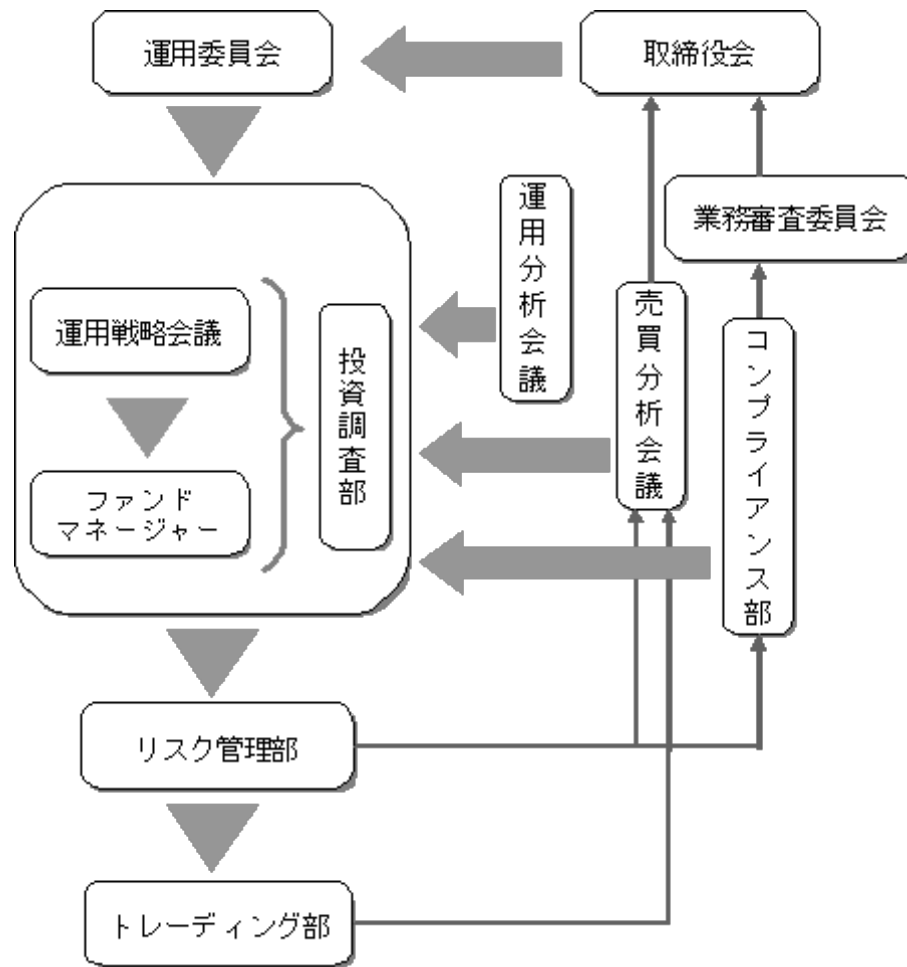 運用委員会
取締役会
運用分析会議
業務審査委員会
売買分析会議
運用戦略会議
投資調査部
コンプライアンス部
ファンド
マネージャー
リスク管理部
トレーディング部